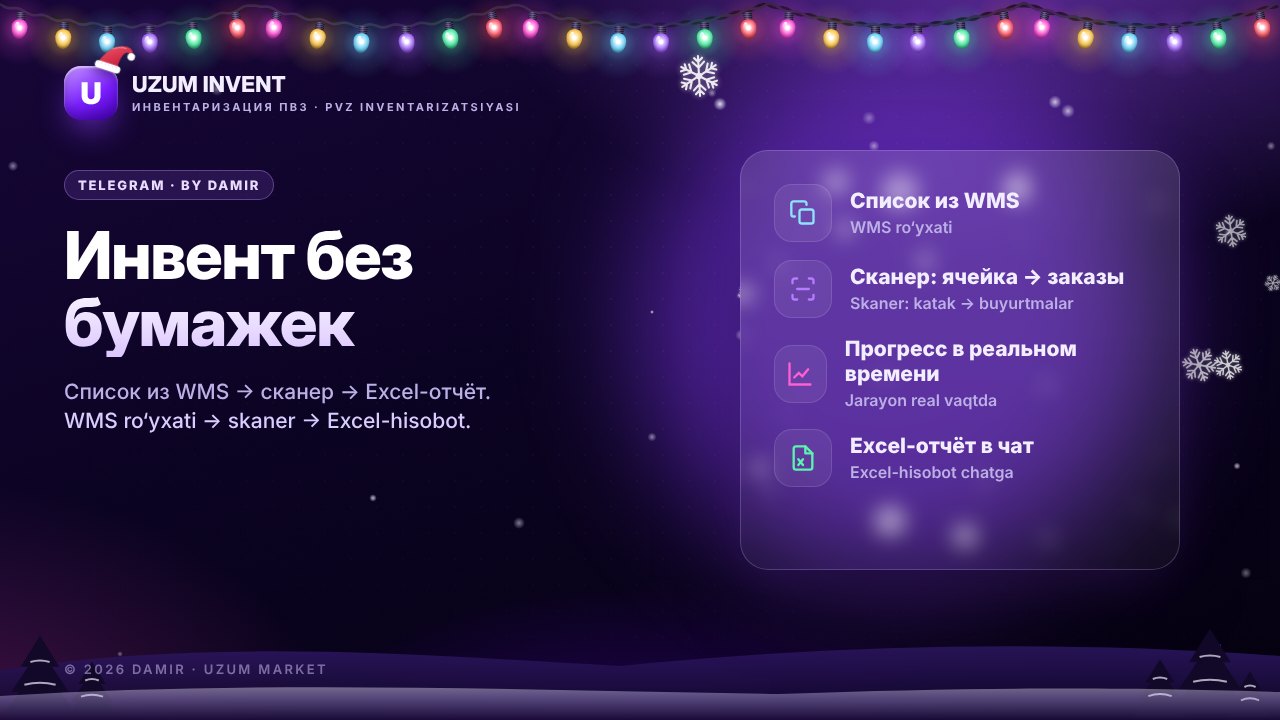 U
UZUM INVENT
ИНВЕНТАРИЗАЦИЯ ПВЗ · PVZ INVENTARIZATSIYASI
TELEGRAM · BY DAMIR
Инвент без
бумажек
Список из WMS → сканер → Excel-отчёт.
WMS ro‘yxati → skaner → Excel-hisobot.
Список из WMS
WMS ro‘yxati
Сканер: ячейка → заказы
Skaner: katak → buyurtmalar
Прогресс в реальном
времени
Jarayon real vaqtda
Excel-отчёт в чат
Excel-hisobot chatga
© 2026 DAMIR · UZUM MARKET